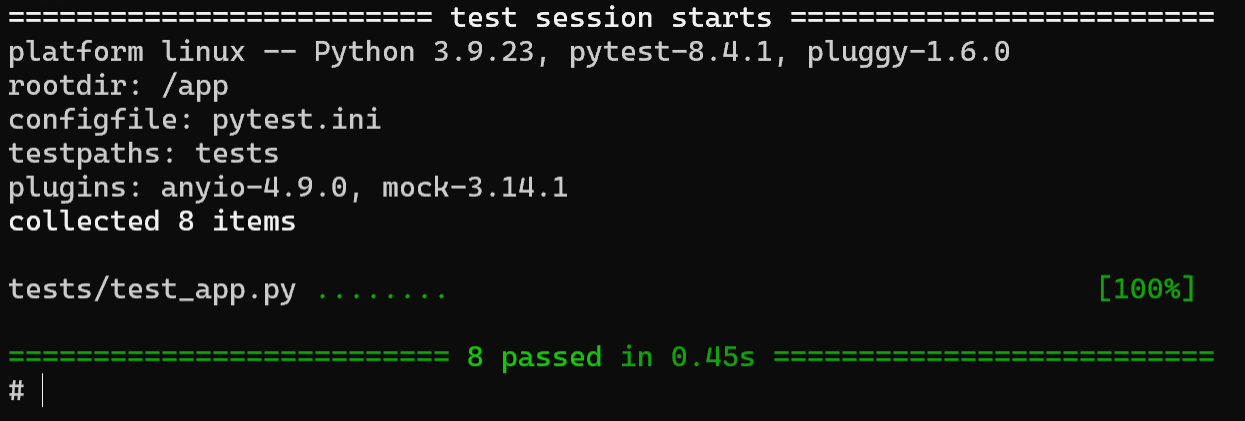 ========================= test session starts =========================
platform linux -- Python 3.9.23, pytest-8.4.1, pluggy-1.6.0
rootdir: /app
configfile: pytest.ini
testpaths: tests
plugins: anyio-4.9.0, mock-3.14.1
collected 8 items
tests/test_app.py ........ [100%]
========================== 8 passed in 0.45s ==========================
#